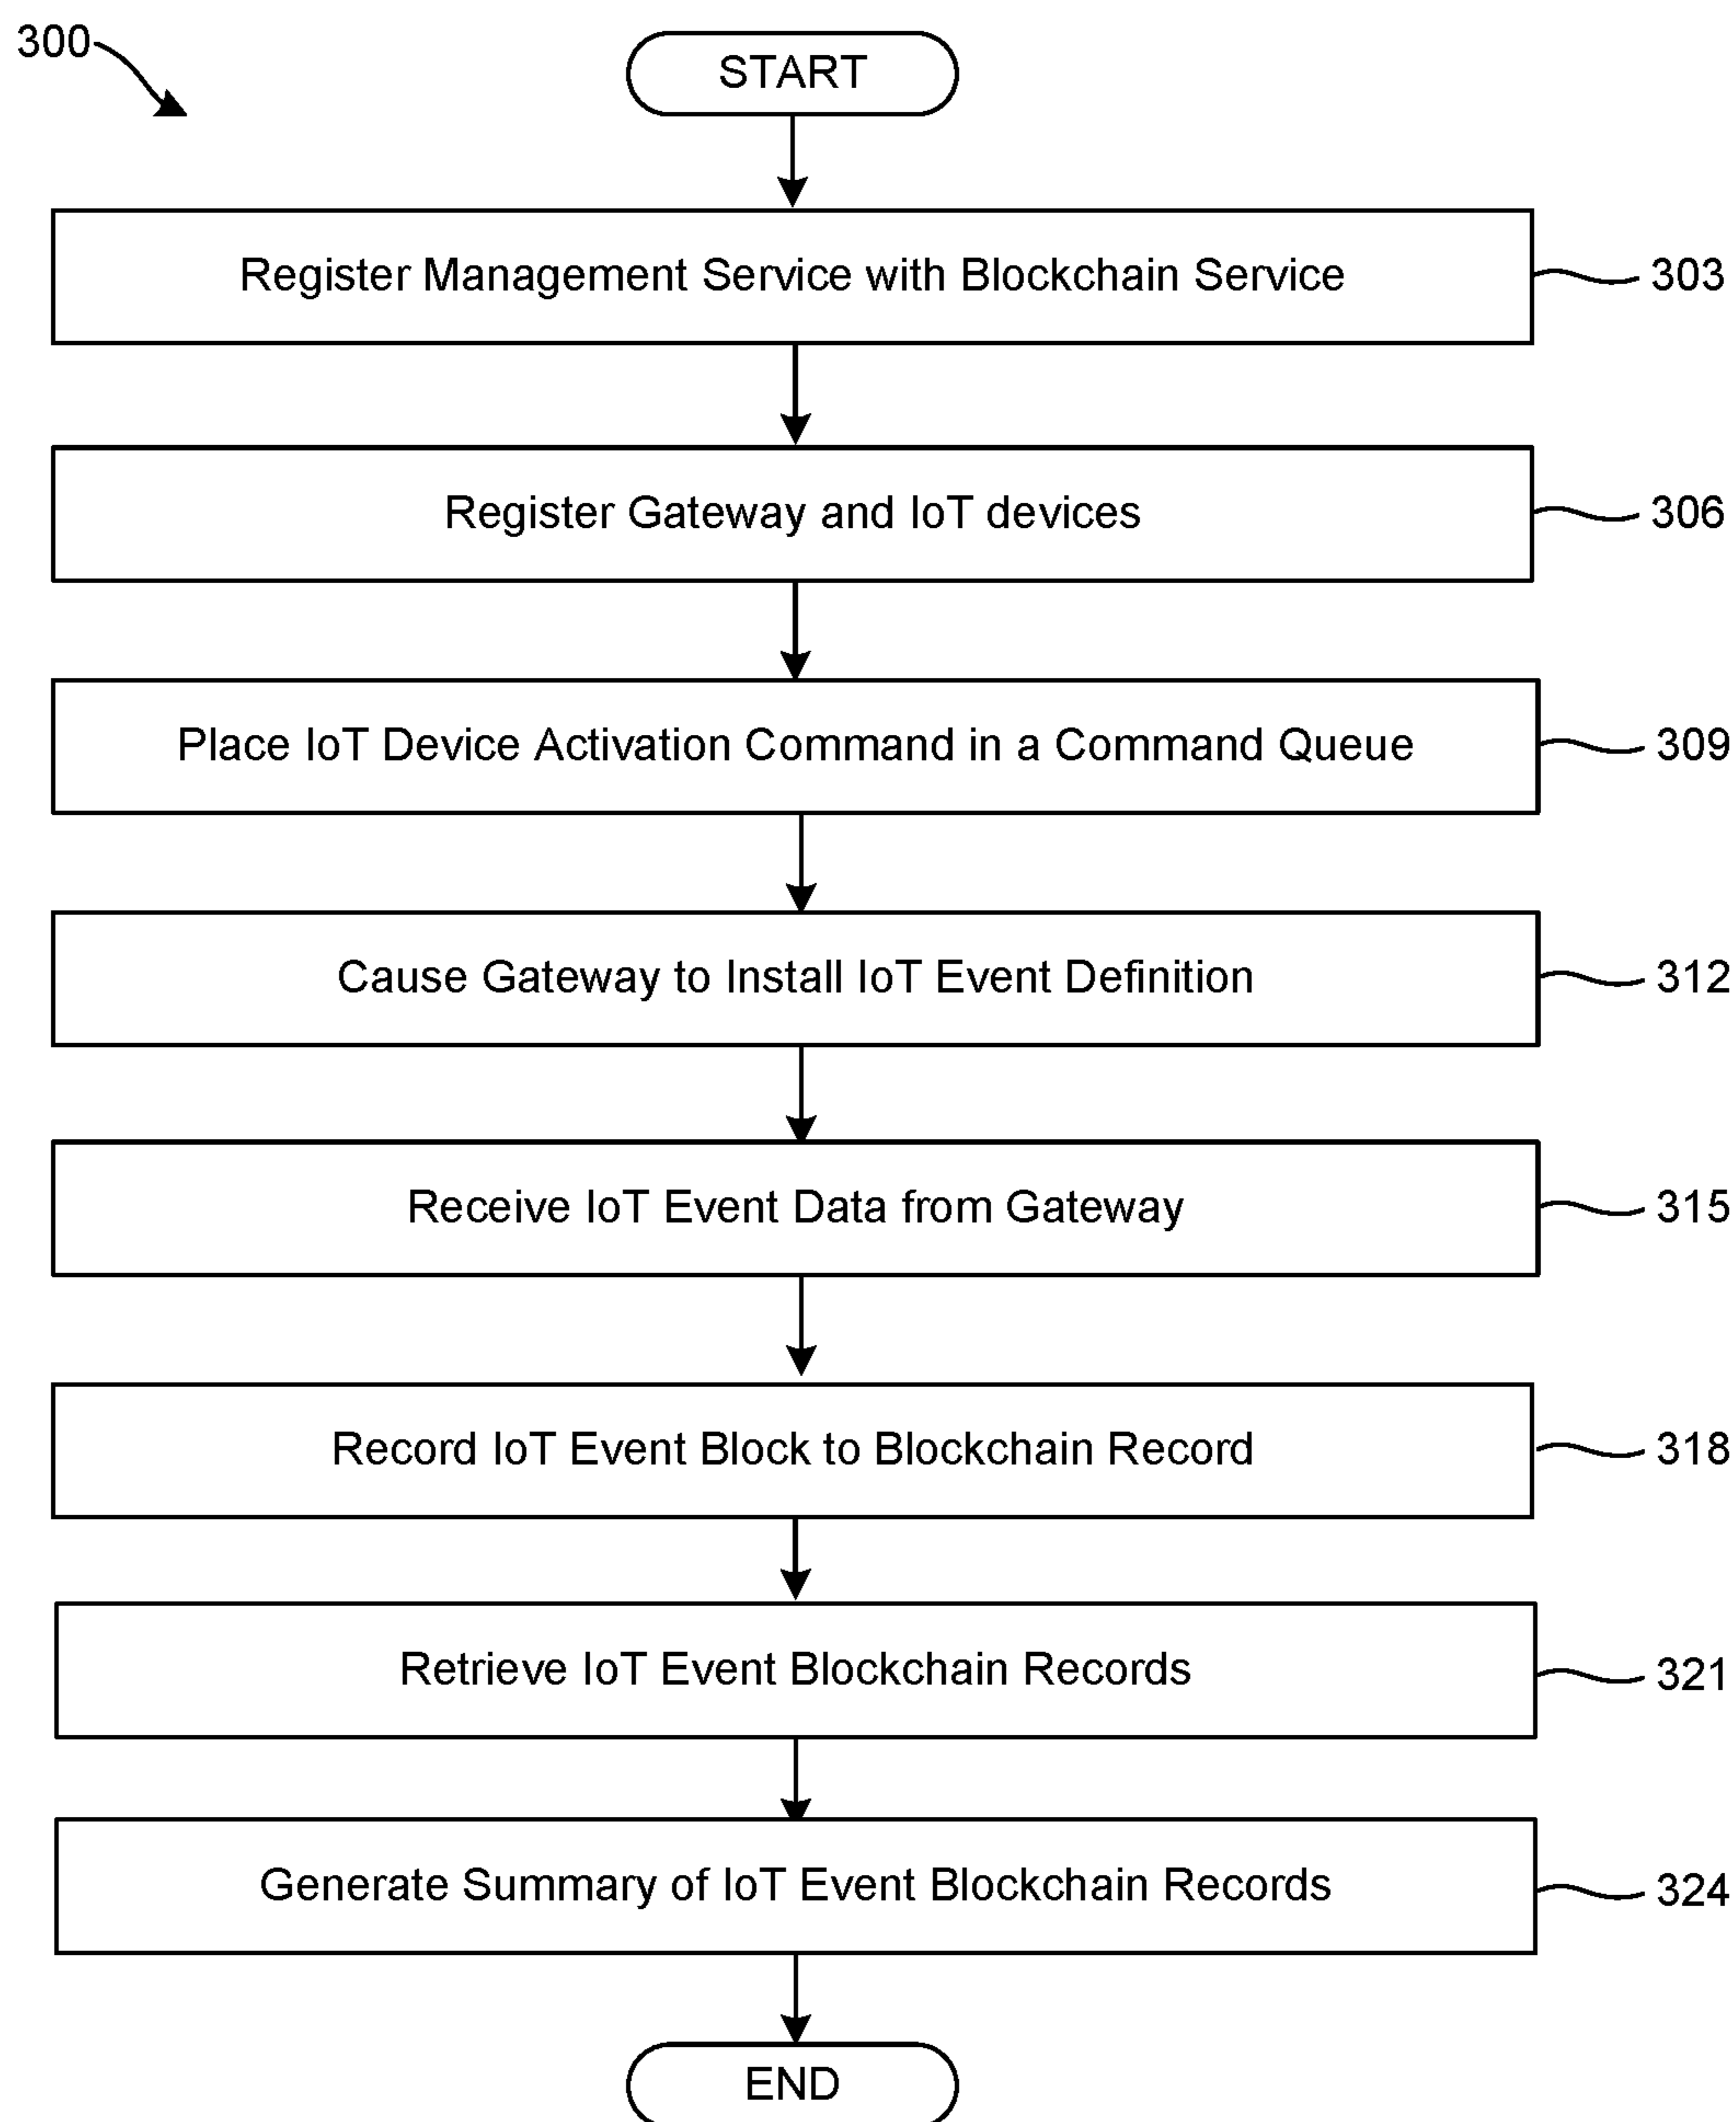 300
START
Register Management Service with Blockchain Service
303
Register Gateway and IoT devices
306
Place IoT Device Activation Command in a Command Queue
309
Cause Gateway to Install IoT Event Definition
312
Receive IoT Event Data from Gateway
315
Record IoT Event Block to Blockchain Record
318
Retrieve IoT Event Blockchain Records
321
Generate Summary of IoT Event Blockchain Records
324
END